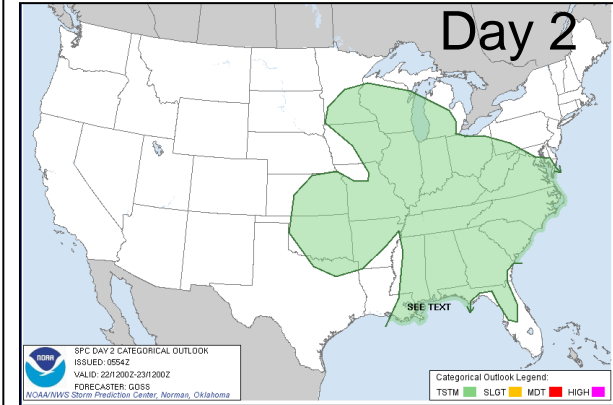 Day 2
SEE TEXT
NOAA
SPC DAY 2 CATEGORICAL OUTLOOK
ISSUED: 0554Z
VALID: 22/1200Z-23/1200Z
FORECASTER: GOSS
NOAA/NWS Storm Prediction Center, Norman, Oklahoma
Categorical Outlook Legend:
TSTM SLGT MDT HIGH